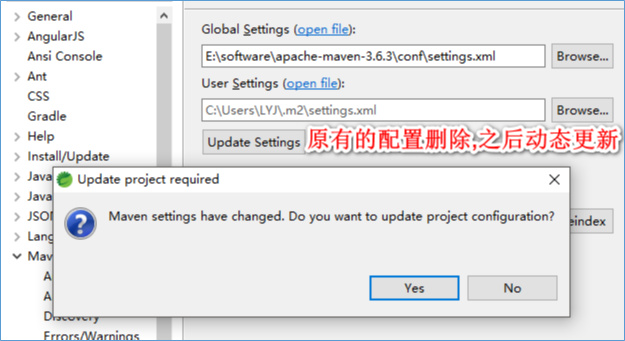 General
AngularJS
Ansi Console
Ant
CSS
Gradle
Help
Install/Update
Java
Java
JSON
Lang
Mav
Discovery
Errors/Warnings
Global Settings (open file):
E:\software\apache-maven-3.6.3\conf\settings.xml
Browse...
User Settings (open file):
C:\Users\LYJ\.m2\settings.xml
Browse...
Update Settings
原有的配置删除,之后动态更新
eindex
Update project required
Maven settings have changed. Do you want to update project configuration?
Yes
No